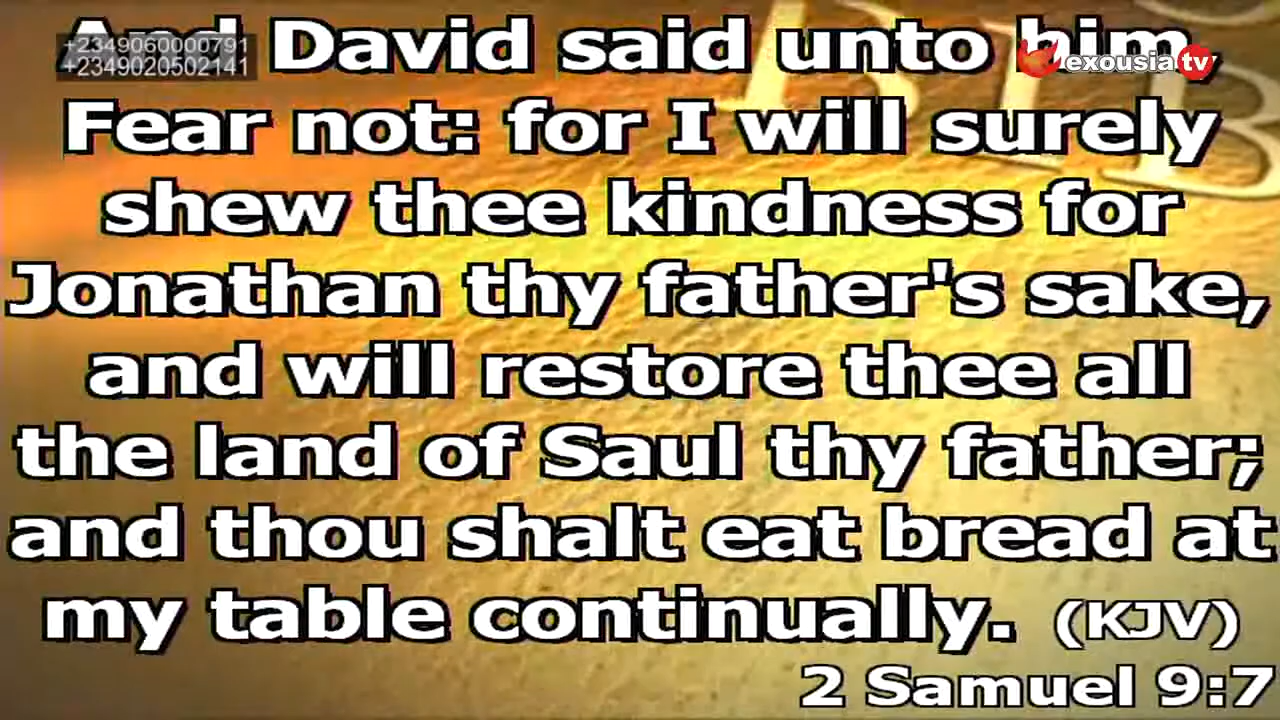 +2349060000791
+2349020502141
And David said unto him,
exousia tv
Fear not: for I will surely
shew thee kindness for
Jonathan thy father's sake,
and will restore thee all
the land of Saul thy father;
and thou shalt eat bread at
my table continually. (KJV)
2 Samuel 9:7